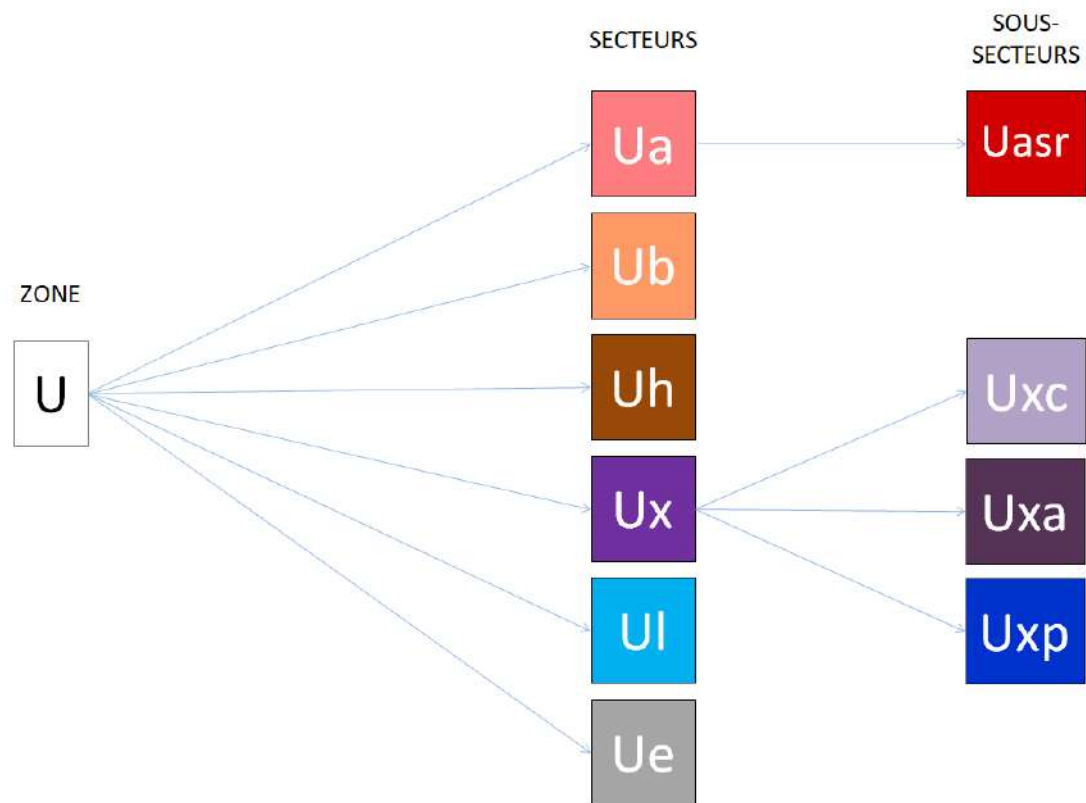 SECTEURS
SOUS-
SECTEURS
Ua
Uasr
Ub
ZONE
U
Uh
Uxc
Ux
Uxa
Ul
Uxp
Ue